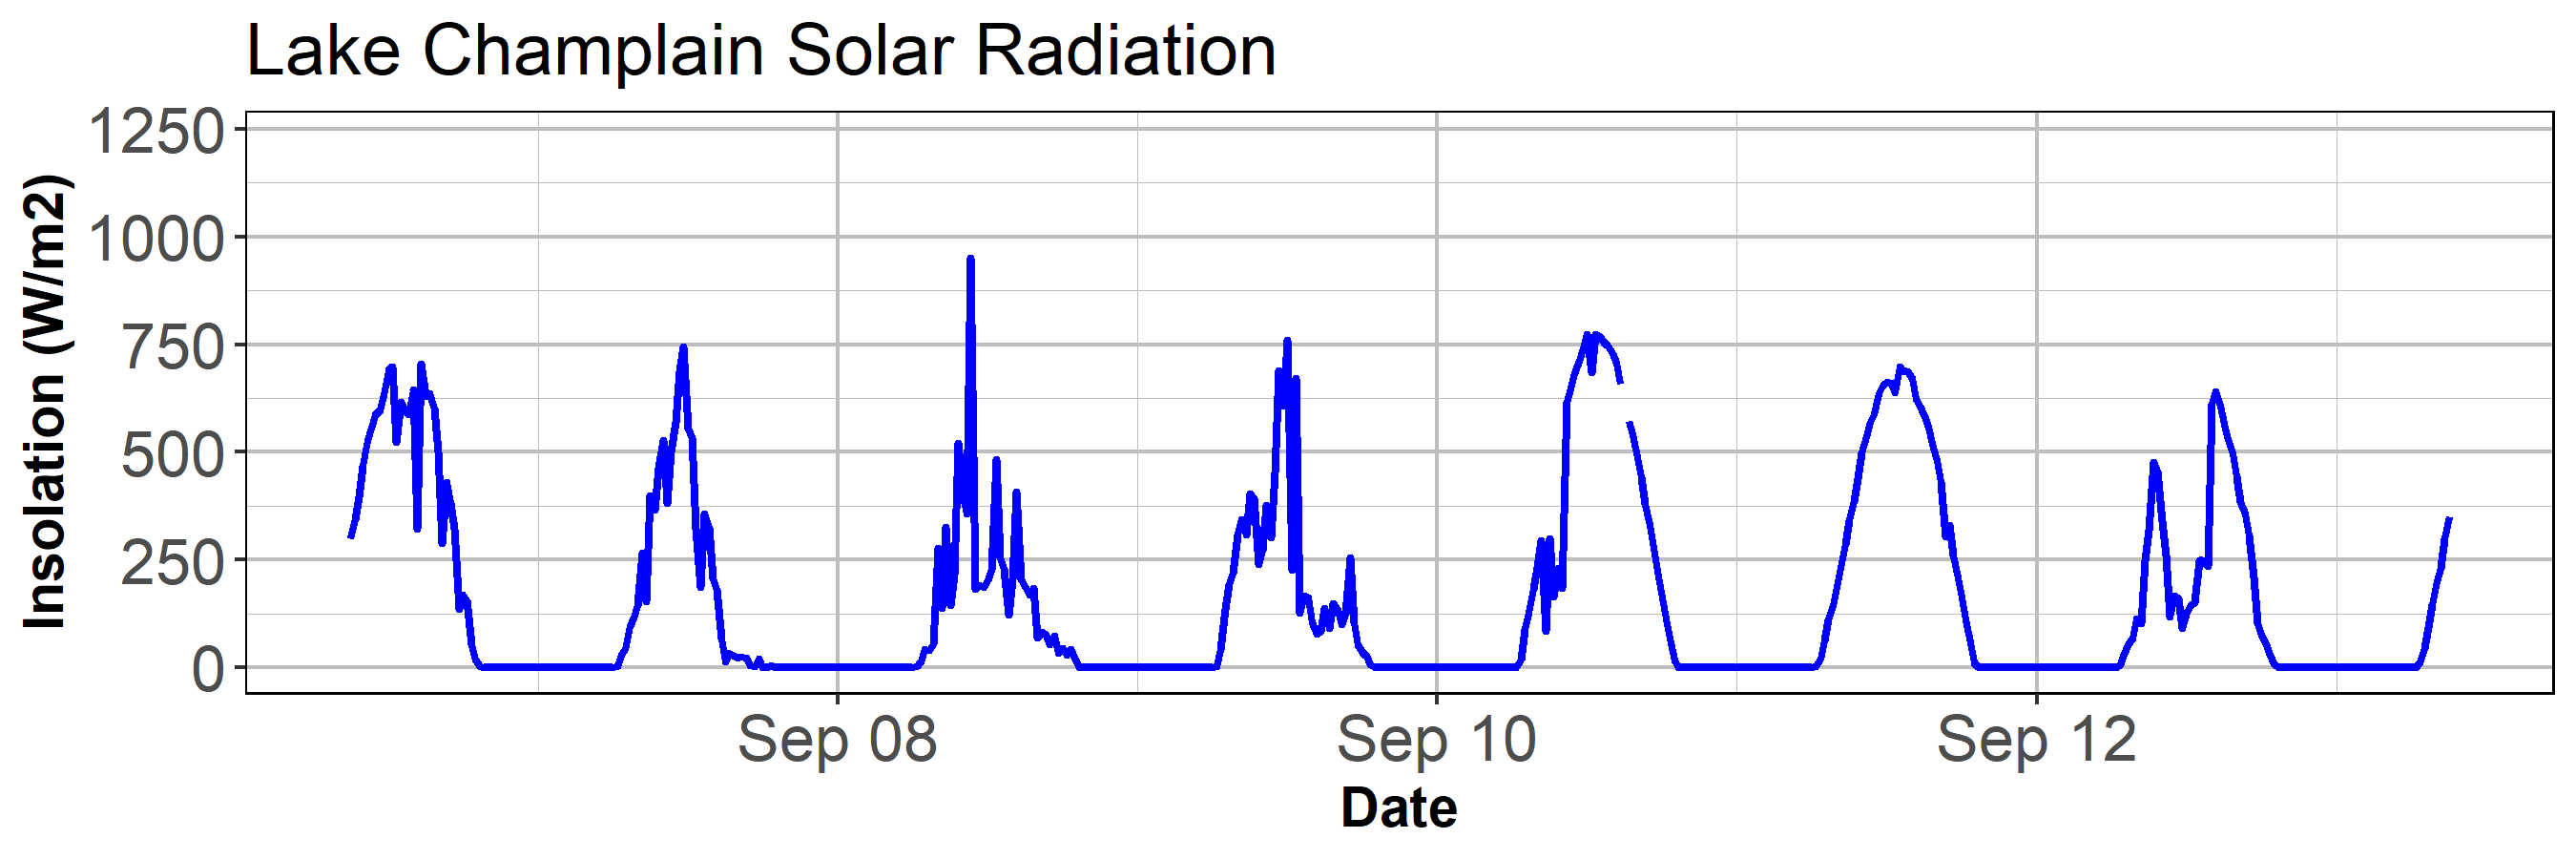 Lake Champlain Solar Radiation
1250
1000
750
500
250
0
Insolation (W/m2)
Sep 08 Sep 10 Sep 12
Date